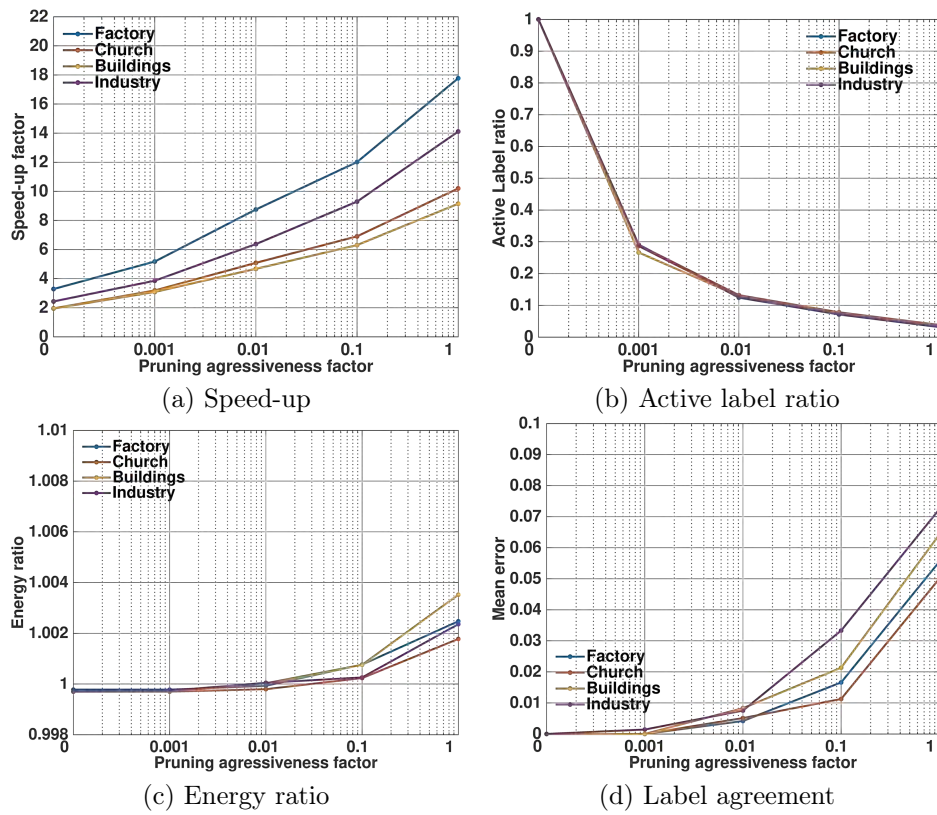 22
20
18
16
14
12
10
8
6
4
2
0
Speed-up factor
Factory
Church
Buildings
Industry
0 0.001 0.01 0.1 1
Pruning agressiveness factor
(a) Speed-up
1
0.9
0.8
0.7
0.6
0.5
0.4
0.3
0.2
0.1
0
Active Label ratio
Factory
Church
Buildings
Industry
0 0.001 0.01 0.1 1
Pruning agressiveness factor
(b) Active label ratio
1.01
1.008
1.006
1.004
1.002
1
0.998
Energy ratio
Factory
Church
Buildings
Industry
0 0.001 0.01 0.1 1
Pruning agressiveness factor
(c) Energy ratio
0.1
0.09
0.08
0.07
0.06
0.05
0.04
0.03
0.02
0.01
0
Mean error
Factory
Church
Buildings
Industry
0 0.001 0.01 0.1 1
Pruning agressiveness factor
(d) Label agreement